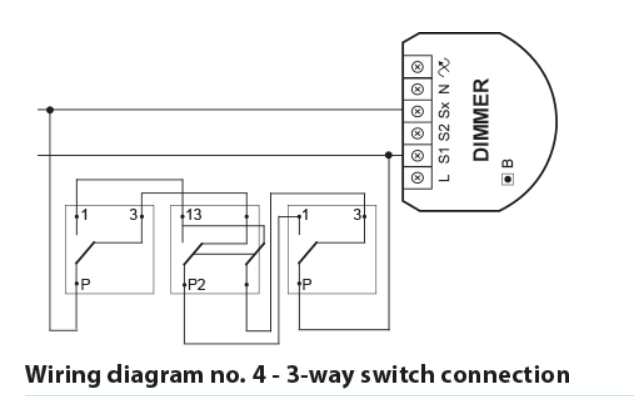 N
Sx
S2
S1
L
DIMMER
B
1 3 13 1 3
P P2 P
Wiring diagram no. 4 - 3-way switch connection